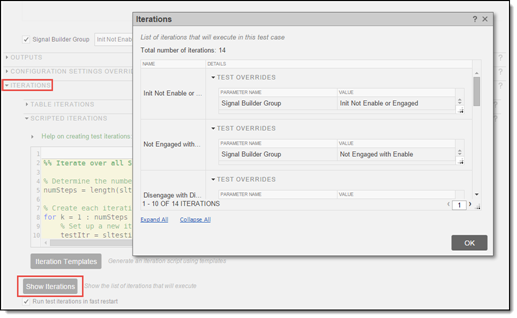 Signal Builder Group
Init Not Enable
OUTPUTS
CONFIGURATION SETTINGS OVERRI
ITERATIONS
TABLE ITERATIONS
SCRIPTED ITERATIONS
Help on creating test iterations
1
2 %% Iterate over all S
3
4 % Determine the numbe
5 numSteps = length(slt
6
7 % Create each iterati
8 for k = 1 : numSteps
9 % Set up a new it
10 testItr = sltesti
Iteration Templates
Generate an iteration script using templates
Show Iterations
Show the list of iterations that will execute
Run test iterations in fast restart
Iterations
?
List of iterations that will execute in this test case
Total number of iterations: 14
NAME DETAILS
TEST OVERRIDES
PARAMETER NAME VALUE
Init Not Enable or ...
Signal Builder Group Init Not Enable or Engaged
TEST OVERRIDES
PARAMETER NAME VALUE
Not Engaged with...
Signal Builder Group Not Engaged with Enable
TEST OVERRIDES
Disengage with Di...
PARAMETER NAME VALUE
1 - 10 OF 14 ITERATIONS
1
Expand All Collapse All
OK